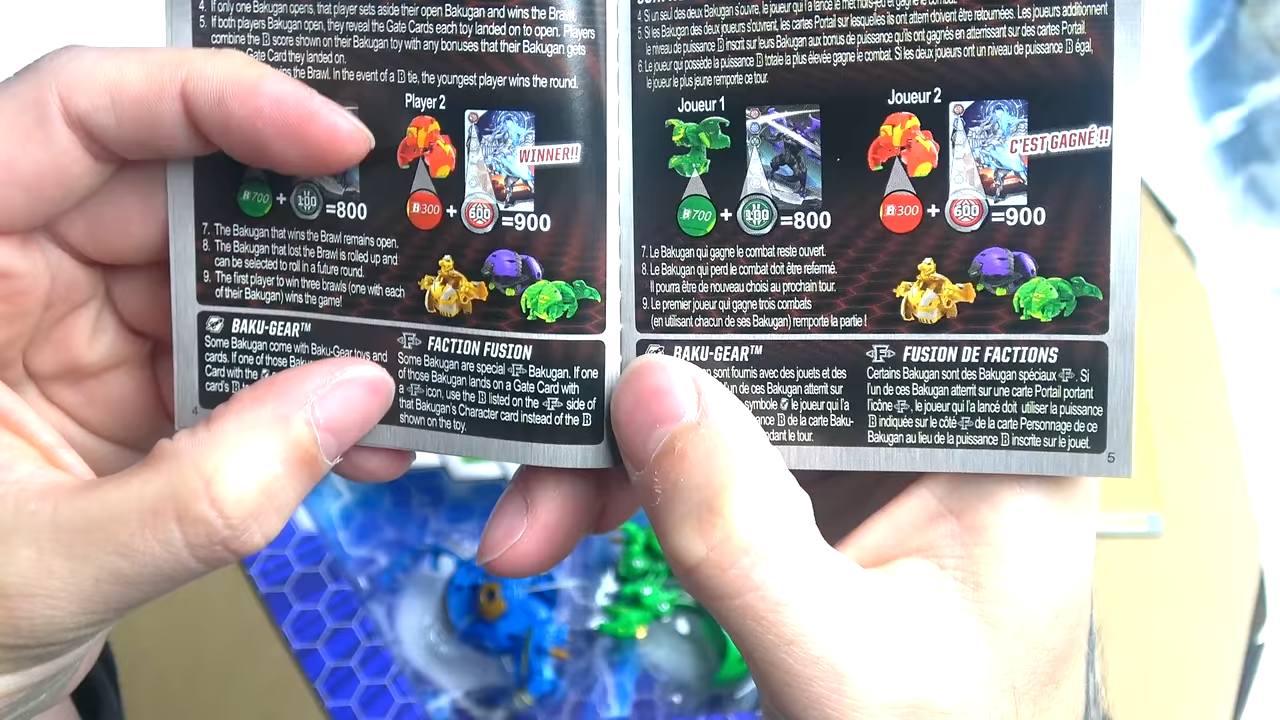 4. If only one Bakugan opens, that player sets aside their open Bakugan and wins the Brawl.
5. If both players Bakugan open, they reveal the Gate Cards each toy landed on to open. Players
combine the B score shown on their Bakugan toy with any bonuses that their Bakugan gets
Gate Card they landed on.
wins the Brawl. In the event of a B tie, the youngest player wins the round.
Player 2
WINNER!!
B700 + 100 =800
B300 + 600 =900
7. The Bakugan that wins the Brawl remains open.
8. The Bakugan that lost the Brawl is rolled up and
can be selected to roll in a future round.
9. The first player to win three brawls (one with each
of their Bakugan) wins the game!
BAKU-GEAR™
Some Bakugan come with Baku-Gear toys and
cards. If one of those
Card with the
card's B
FACTION FUSION
Some Bakugan are special F Bakugan. If one
of those Bakugan lands on a Gate Card with
a F icon, use the B listed on the F side of
that Bakugan's Character card instead of the B
shown on the toy.
4
4. Si un seul des deux Bakugan s'ouvre, le joueur qui l'a lancé le met hors-jeu et gagne le combat.
5. Si les Bakugan des deux joueurs s'ouvrent, les cartes Portail sur lesquelles ils ont atterri doivent être retournées. Les joueurs additionnent
le niveau de puissance B inscrit sur leurs Bakugan aux bonus de puissance qu'ils ont gagnés en atterrissant sur des cartes Portail.
6. Le joueur qui possède la puissance B totale la plus élevée gagne le combat. Si les deux joueurs ont un niveau de puissance B égal,
le joueur le plus jeune remporte ce tour.
Joueur 1
Joueur 2
C'EST GAGNÉ !!
B700 + 100 =800
B300 + 600 =900
7. Le Bakugan qui gagne le combat reste ouvert.
8. Le Bakugan qui perd le combat doit être refermé.
Il pourra être de nouveau choisi au prochain tour.
9. Le premier joueur qui gagne trois combats
(en utilisant chacun de ses Bakugan) remporte la partie !
BAKU-GEAR™
sont fournis avec des jouets et des
l'un de ces Bakugan atterrit sur
symbole le joueur qui l'a
B de la carte Baku-
le tour.
FUSION DE FACTIONS
Certains Bakugan sont des Bakugan spéciaux F. Si
l'un de ces Bakugan atterrit sur une carte Portail portant
l'icône F, le joueur qui l'a lancé doit utiliser la puissance
B indiquée sur le côté F de la carte Personnage de ce
Bakugan au lieu de la puissance B inscrite sur le jouet.
5